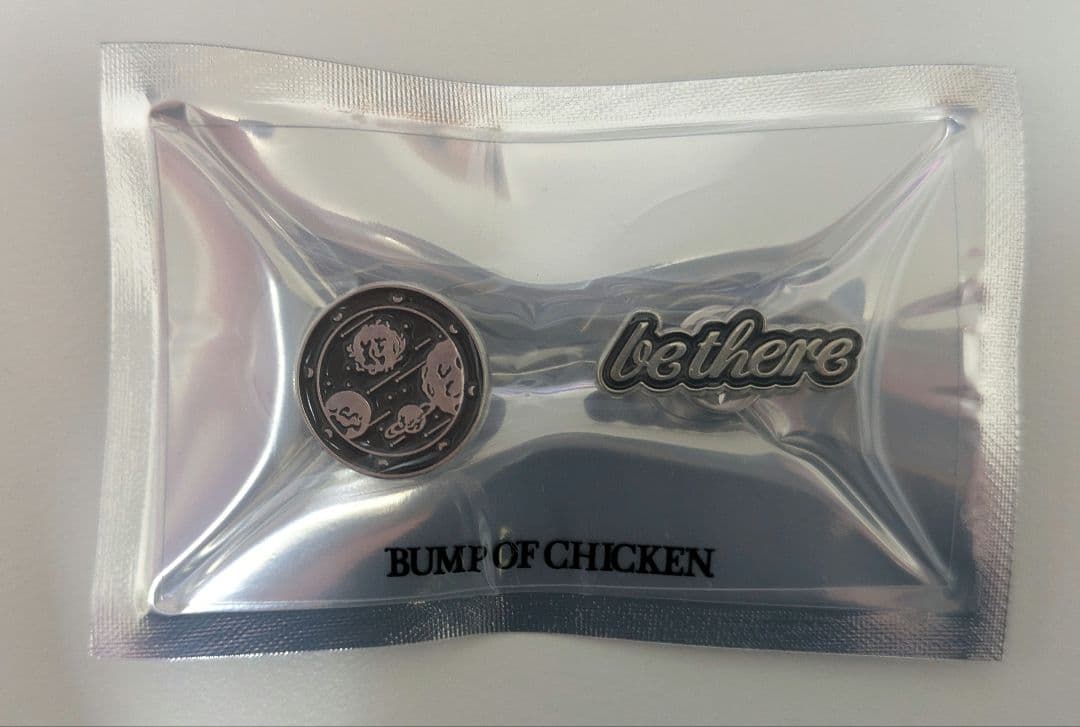 be there
BUMP OF CHICKEN